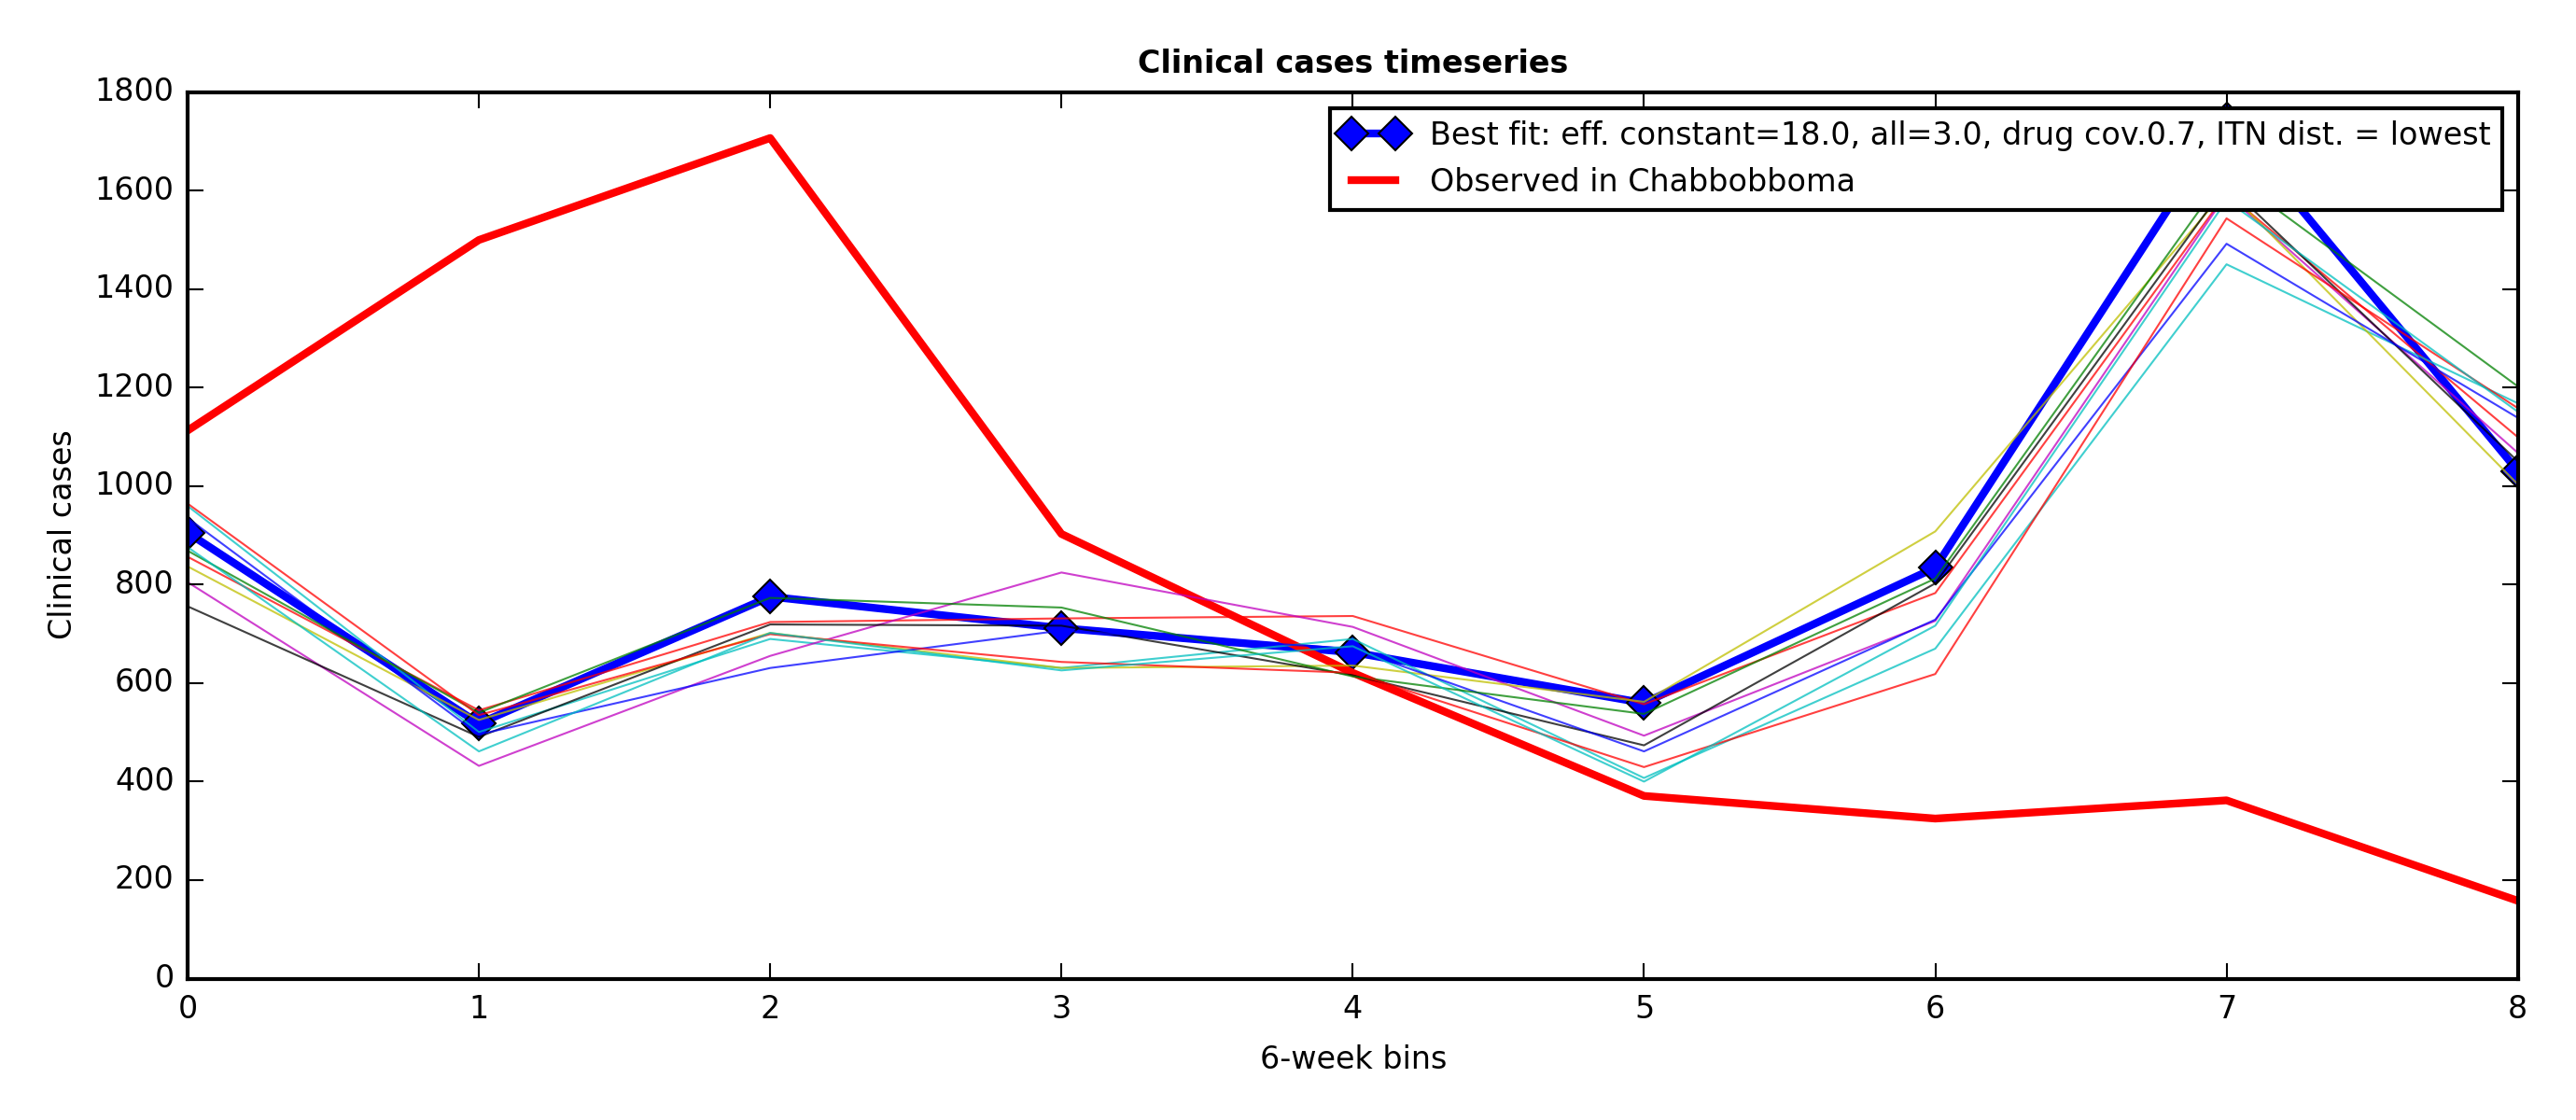 Clinical cases timeseries
1800
1600
1400
1200
1000
800
600
400
200
0
Clinical cases
Best fit: eff. constant=18.0, all=3.0, drug cov.0.7, ITN dist. = lowest
Observed in Chabbobboma
0 1 2 3 4 5 6 7 8
6-week bins